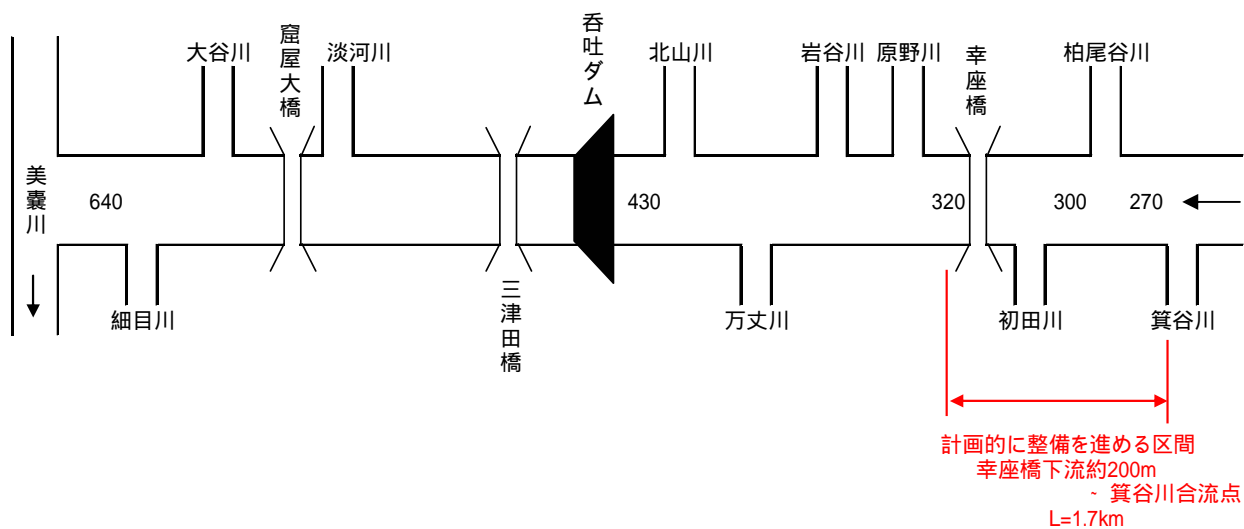 大谷川
窟屋大橋
淡河川
呑吐ダム
北山川
岩谷川
原野川
幸座橋
柏尾谷川
美嚢川
640
430
320
300
270
細目川
三津田橋
万丈川
初田川
箕谷川
計画的に整備を進める区間
幸座橋下流約200m
~ 箕谷川合流点
L=1.7km